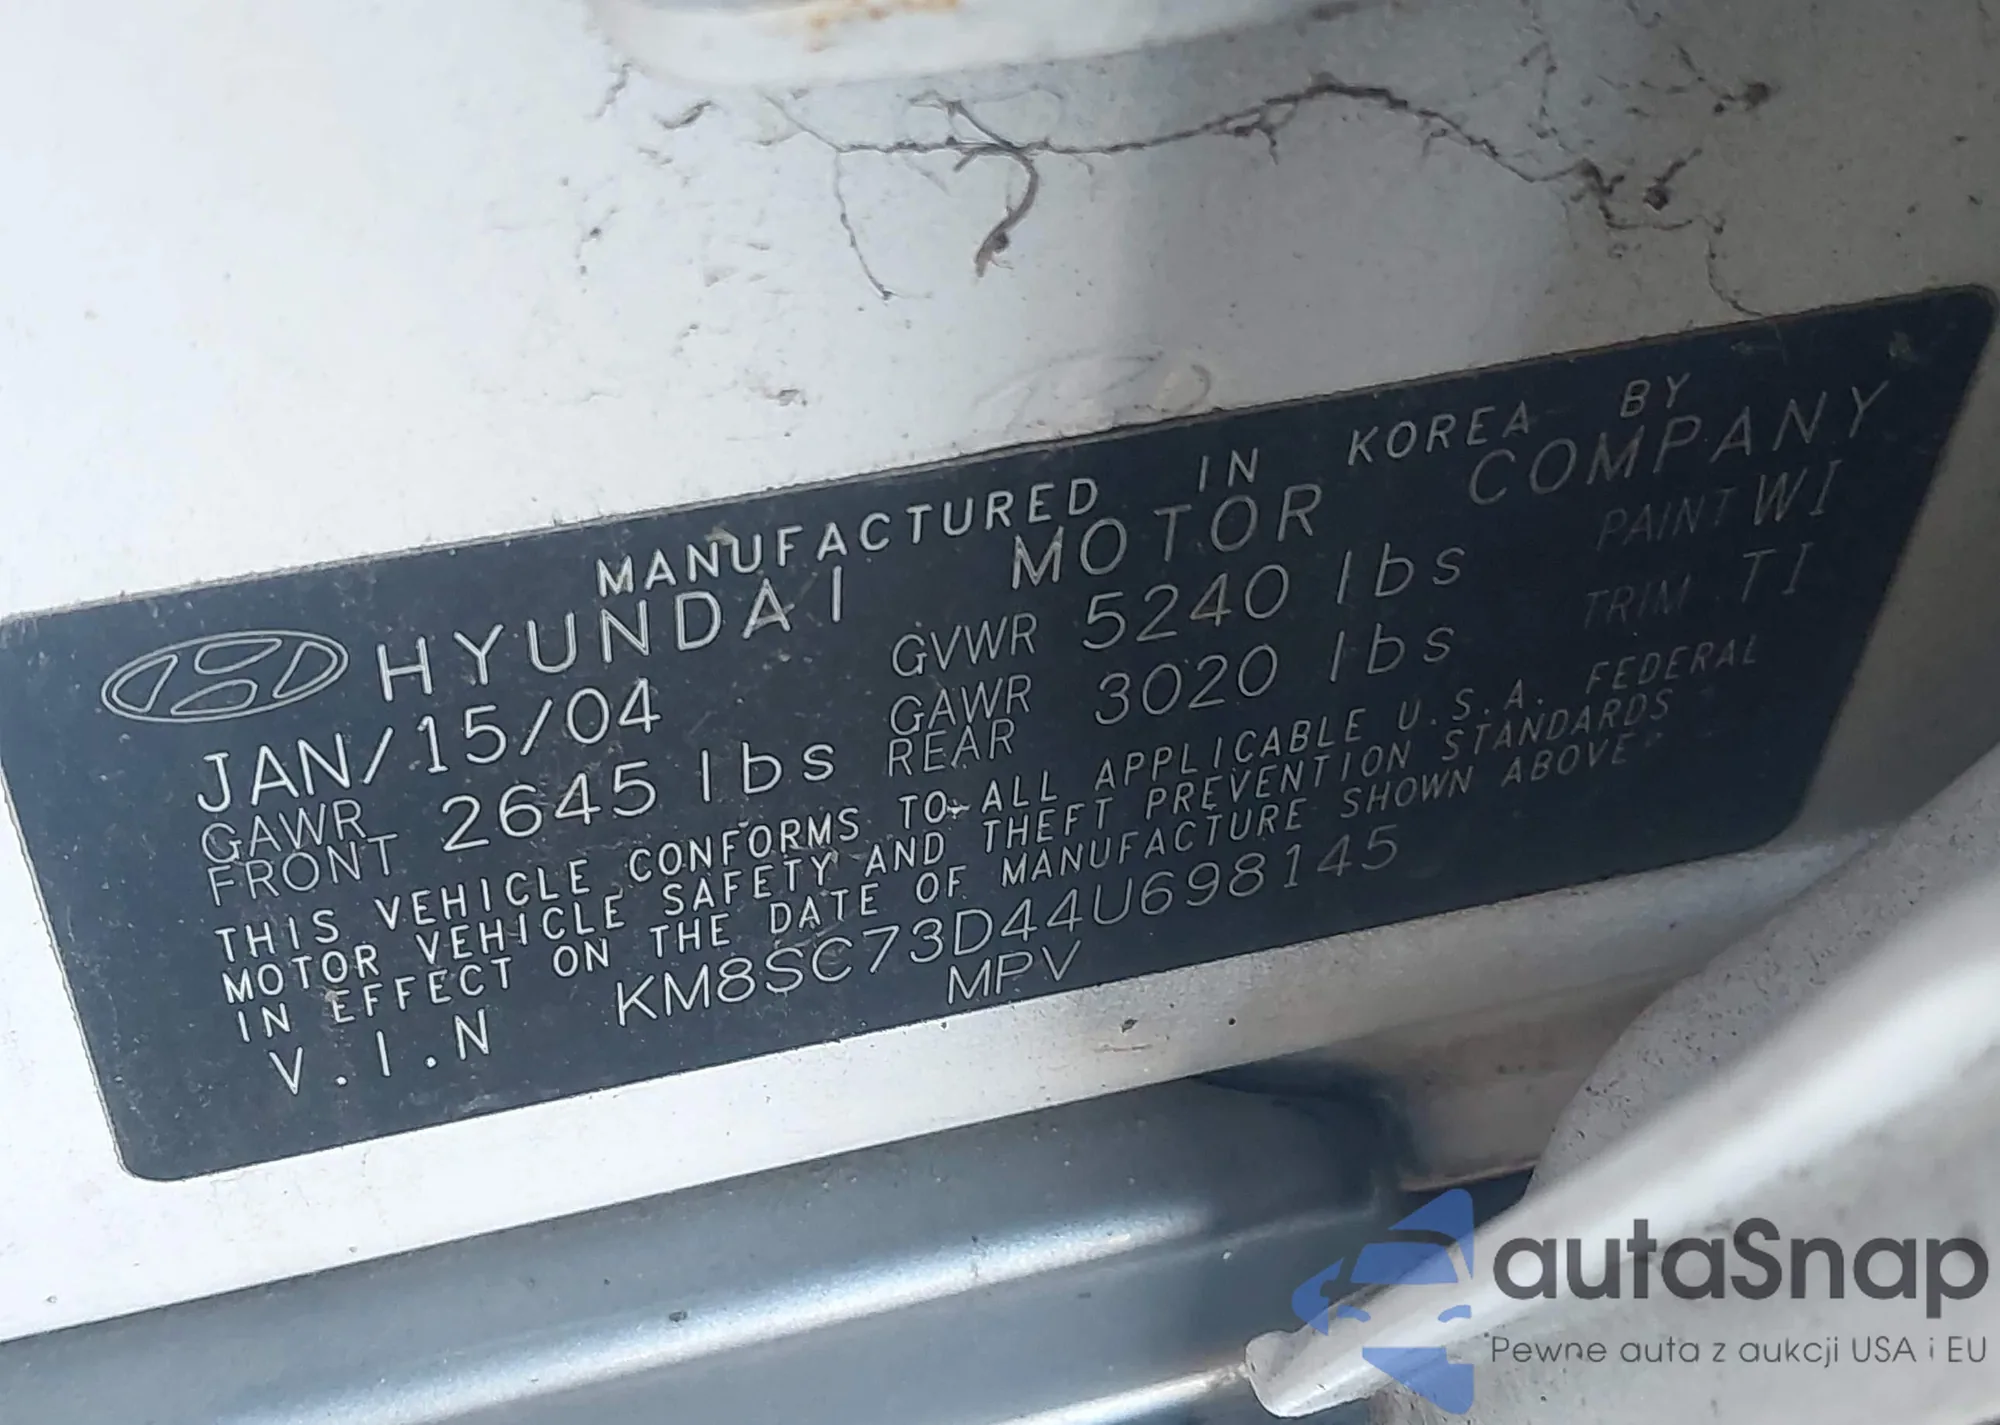 MANUFACTURED IN KOREA BY
HYUNDAI MOTOR COMPANY
JAN/15/04 GVWR 5240 lbs PAINT WI
GAWR FRONT 2645 lbs GAWR REAR 3020 lbs TRIM TI
THIS VEHICLE CONFORMS TO ALL APPLICABLE U.S.A. FEDERAL
MOTOR VEHICLE SAFETY AND THEFT PREVENTION STANDARDS
IN EFFECT ON THE DATE OF MANUFACTURE SHOWN ABOVE
V.I.N KM8SC73D44U698145
MPV
autaSnap
Pewne auta z aukcji USA i EU